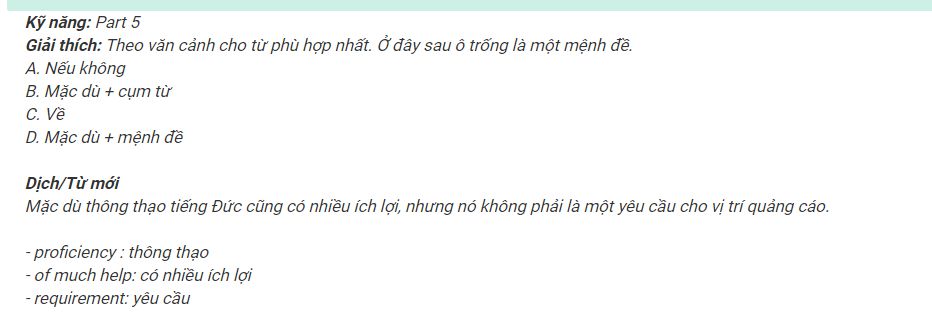 Kỹ năng: Part 5
Giải thích: Theo văn cảnh cho từ phù hợp nhất. Ở đây sau ô trống là một mệnh đề.
A. Nếu không
B. Mặc dù + cụm từ
C. Về
D. Mặc dù + mệnh đề
Dịch/Từ mới
Mặc dù thông thạo tiếng Đức cũng có nhiều ích lợi, nhưng nó không phải là một yêu cầu cho vị trí quảng cáo.
- proficiency : thông thạo
- of much help: có nhiều ích lợi
- requirement: yêu cầu